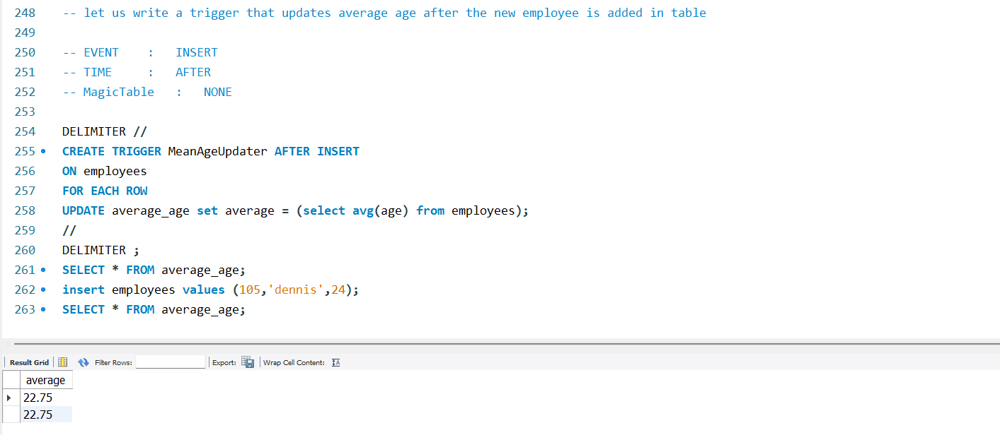 248 -- let us write a trigger that updates average age after the new employee is added in table
249
250 -- EVENT : INSERT
251 -- TIME : AFTER
252 -- MagicTable : NONE
253
254 DELIMITER //
255 CREATE TRIGGER MeanAgeUpdater AFTER INSERT
256 ON employees
257 FOR EACH ROW
258 UPDATE average_age set average = (select avg(age) from employees);
259 //
260 DELIMITER ;
261 SELECT * FROM average_age;
262 insert employees values (105,'dennis',24);
263 SELECT * FROM average_age;
Result Grid Filter Rows: Export: Wrap Cell Content: IA
average
22.75
22.75